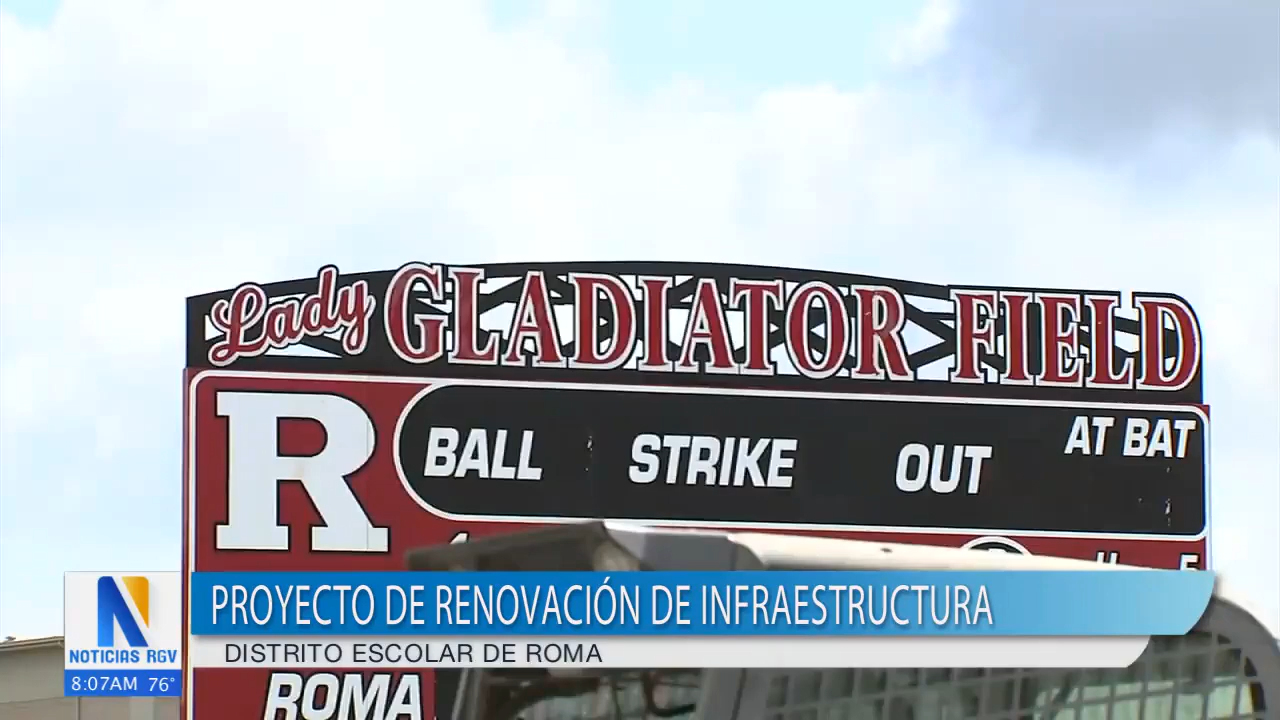 Lady GLADIATOR FIELD
R
BALL STRIKE OUT AT BAT
PROYECTO DE RENOVACIÓN DE INFRAESTRUCTURA
DISTRITO ESCOLAR DE ROMA
N
NOTICIAS RGV
8:07AM 76°
ROMA